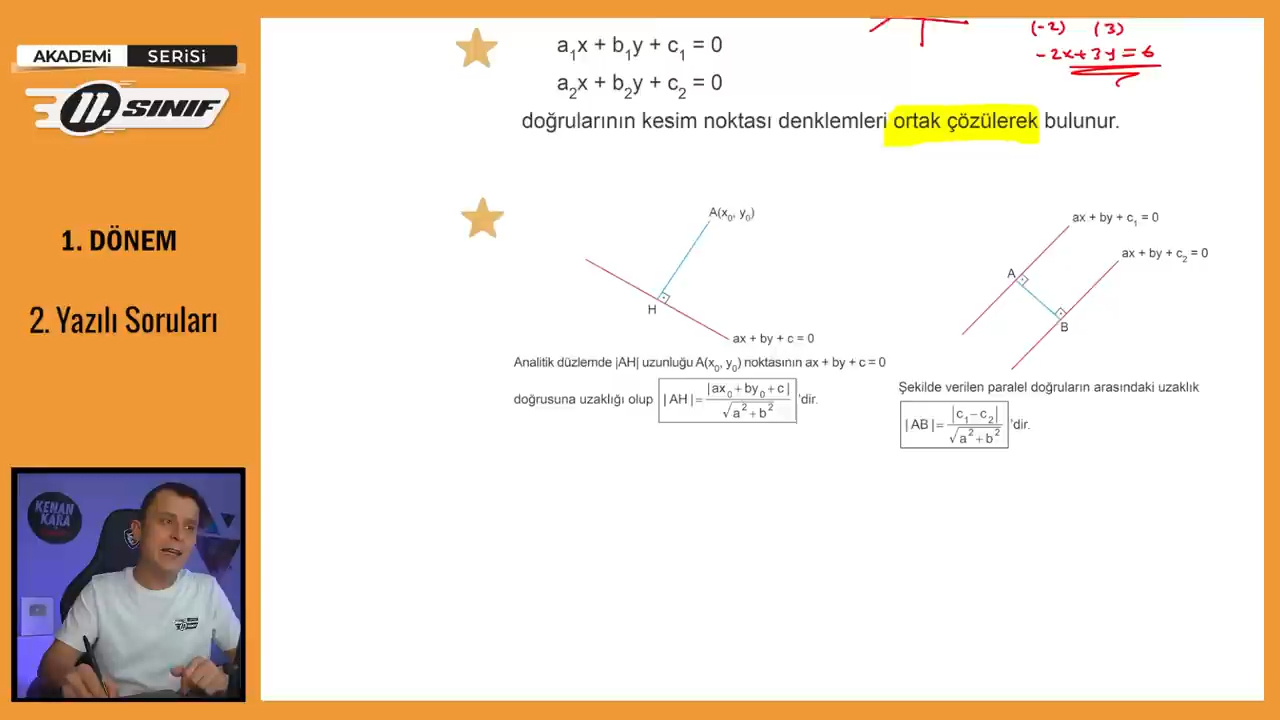 AKADEMİ SERİSİ
11. SINIF
1. DÖNEM
2. Yazılı Soruları
KENAN KARA
(-2) (3)
-2x+3y=6
a₁x + b₁y + c₁ = 0
a₂x + b₂y + c₂ = 0
doğrularının kesim noktası denklemleri ortak çözülerek bulunur.
A(x₀, y₀)
H
ax + by + c = 0
Analitik düzlemde |AH| uzunluğu A(x₀, y₀) noktasının ax + by + c = 0
doğrusuna uzaklığı olup |AH|= |ax₀+by₀+c| / √a²+b² 'dir.
ax + by + c₁ = 0
ax + by + c₂ = 0
A
B
Şekilde verilen paralel doğruların arasındaki uzaklık
|AB|= |c₁−c₂| / √a²+b² 'dir.